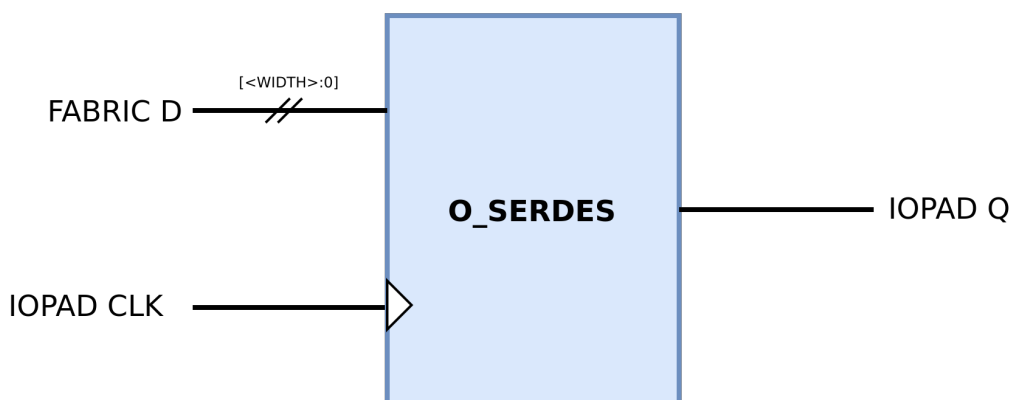 [<WIDTH>:0]
FABRIC D
O_SERDES
IOPAD Q
IOPAD CLK